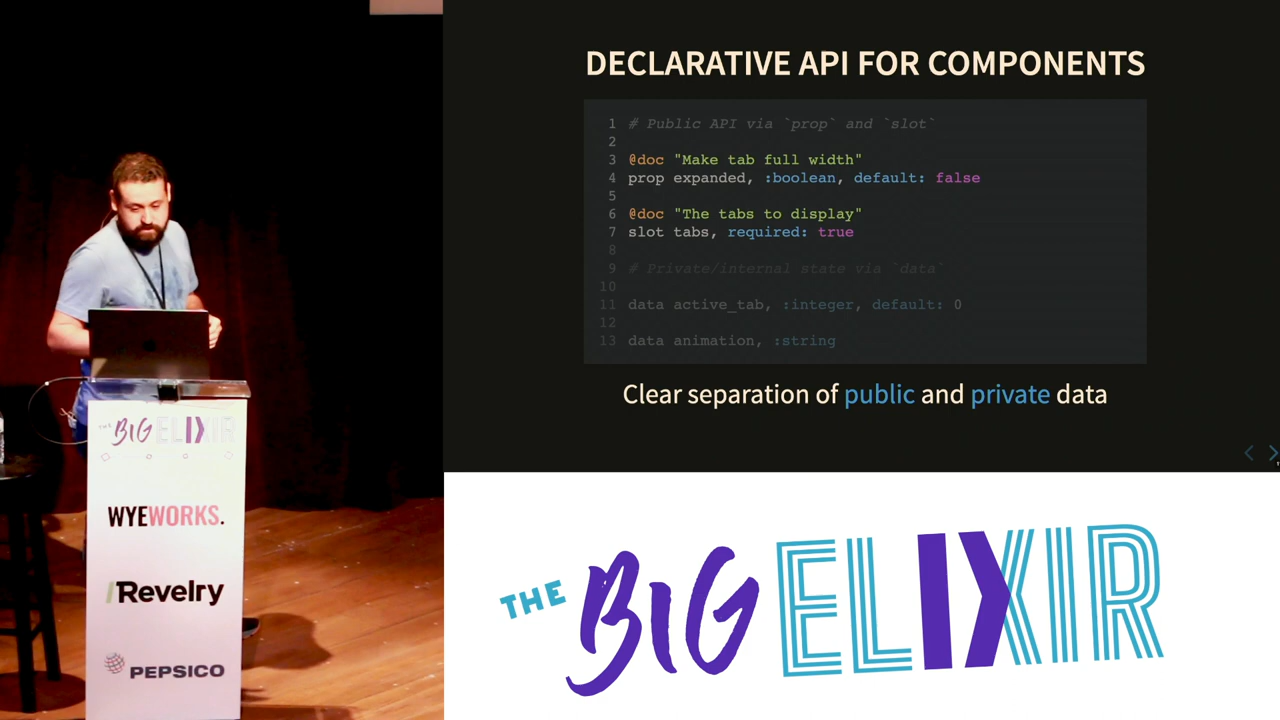 DECLARATIVE API FOR COMPONENTS
1 # Public API via `prop` and `slot`
2
3 @doc "Make tab full width"
4 prop expanded, :boolean, default: false
5
6 @doc "The tabs to display"
7 slot tabs, required: true
8
9 # Private/internal state via `data`
10
11 data active_tab, :integer, default: 0
12
13 data animation, :string
Clear separation of public and private data
THE BIG ELIXIR
WYEWORKS.
Revelry
PEPSICO
THE BIG ELIXIR